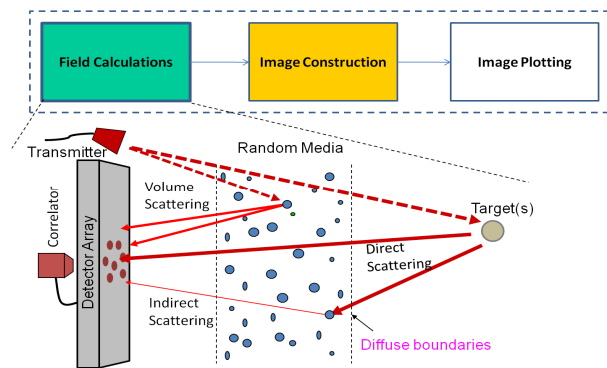 Field Calculations
Image Construction
Image Plotting
Transmitter
Random Media
Volume
Scattering
Target(s)
Correlator
Detector Array
Direct
Scattering
Indirect
Scattering
Diffuse boundaries